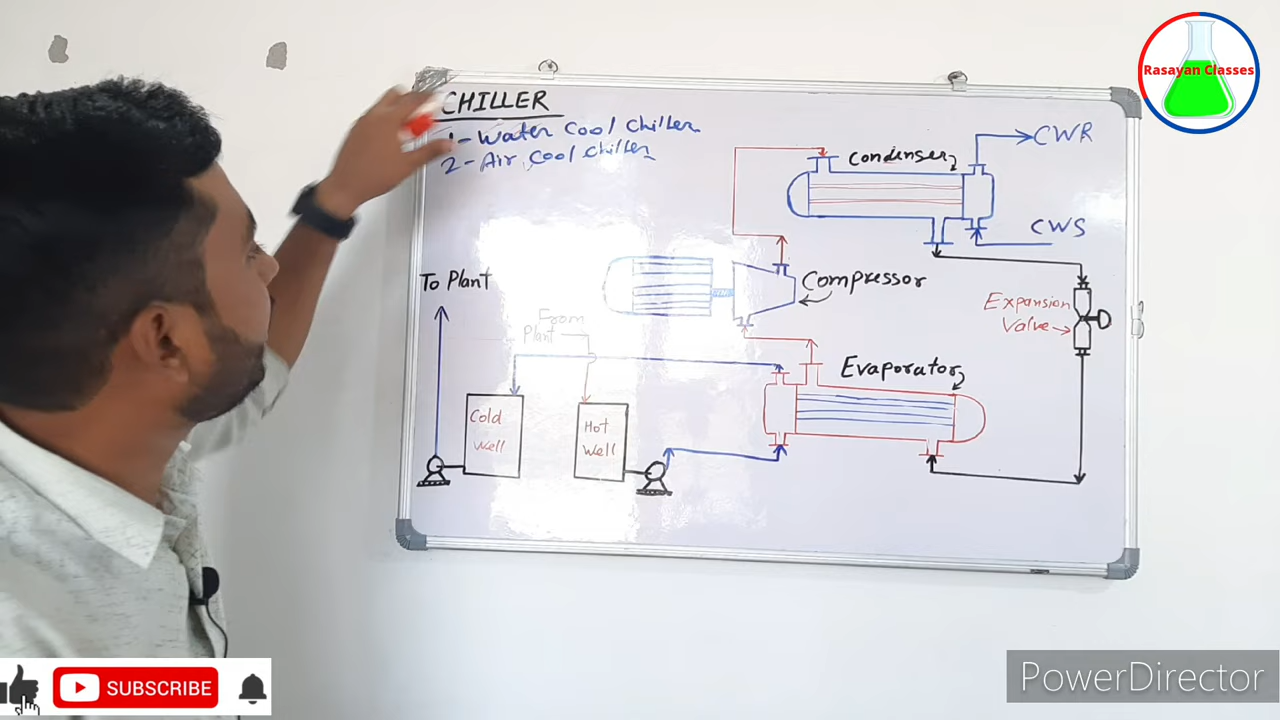 Rasayan Classes
CHILLER
1- Water Cool Chiller
2- Air Cool Chiller
Condenser
CWR
CWS
To Plant
Compressor
Expansion
Valve
From
Plant
Evaporator
Cold
Well
Hot
Well
SUBSCRIBE
PowerDirector